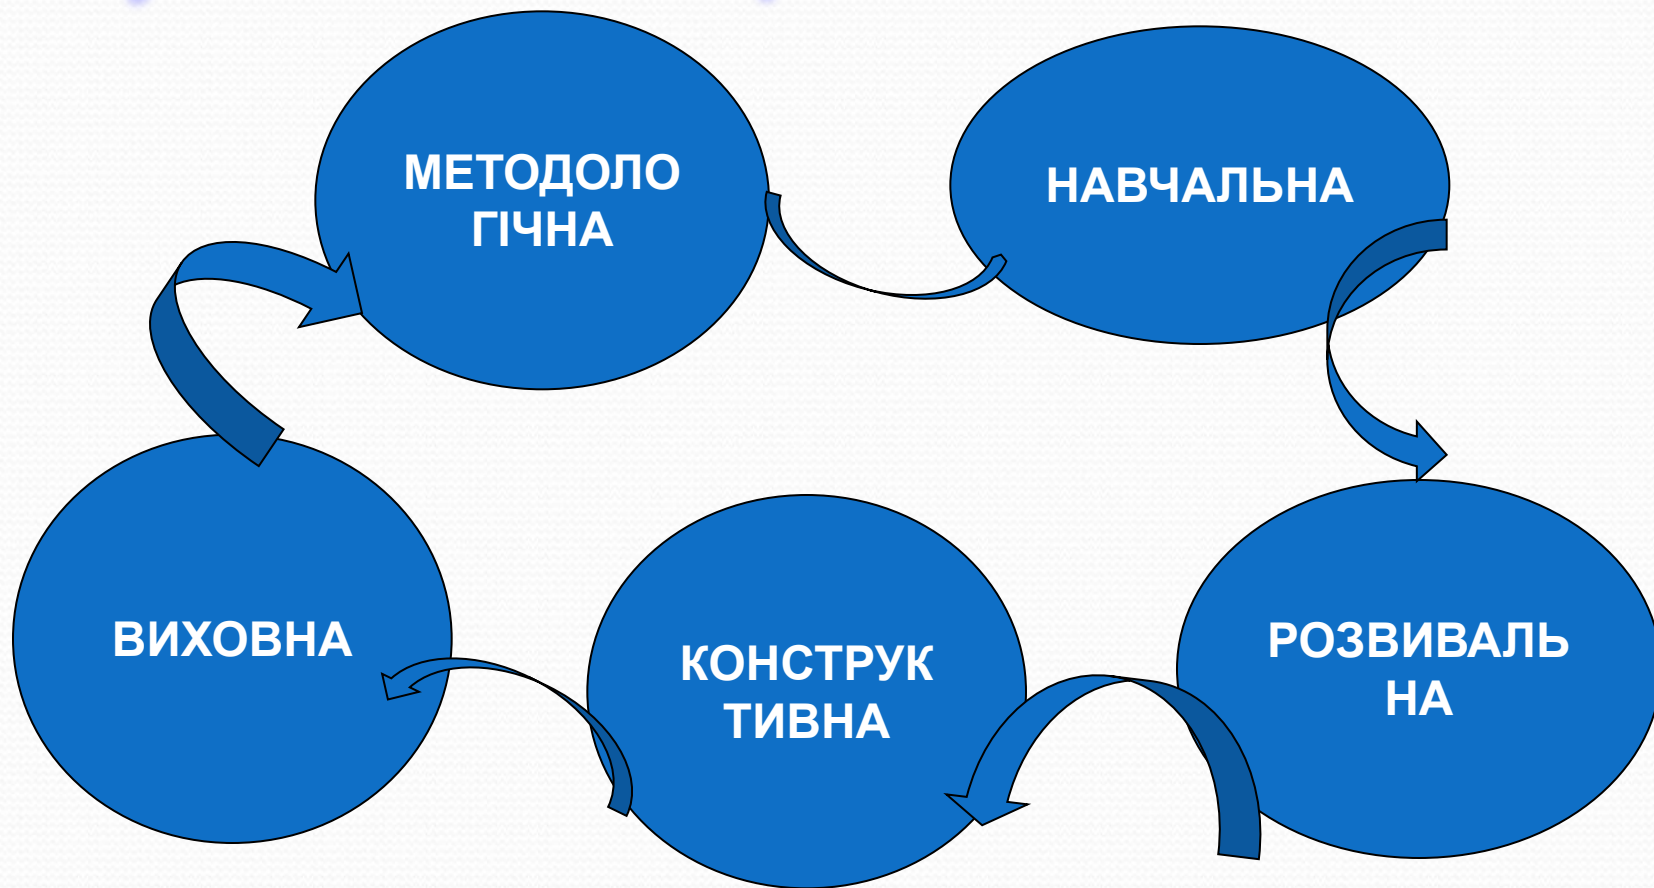 МЕТОДОЛО
ГІЧНА
НАВЧАЛЬНА
ВИХОВНА
КОНСТРУК
ТИВНА
РОЗВИВАЛЬ
НА